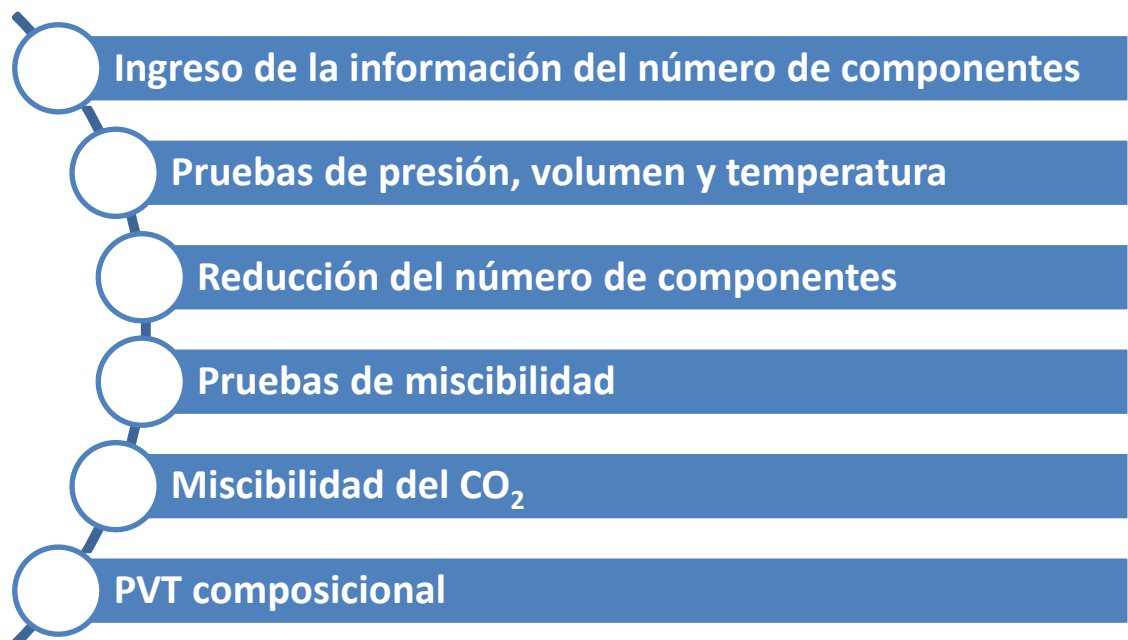 Ingreso de la información del número de componentes
Pruebas de presión, volumen y temperatura
Reducción del número de componentes
Pruebas de miscibilidad
Miscibilidad del CO₂
PVT composicional